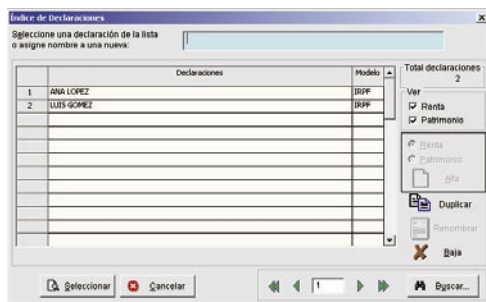 Índice de Declaraciones
Seleccione una declaración de la lista
o asigne nombre a una nueva:
Declaraciones Modelo
1 ANA LOPEZ IRPF
2 LUIS GOMEZ IRPF
Total declaraciones
2
Ver
Renta
Patrimonio
Renta
Patrimonio
Alta
Duplicar
Renombrar
Baja
Seleccionar Cancelar 1 Buscar...